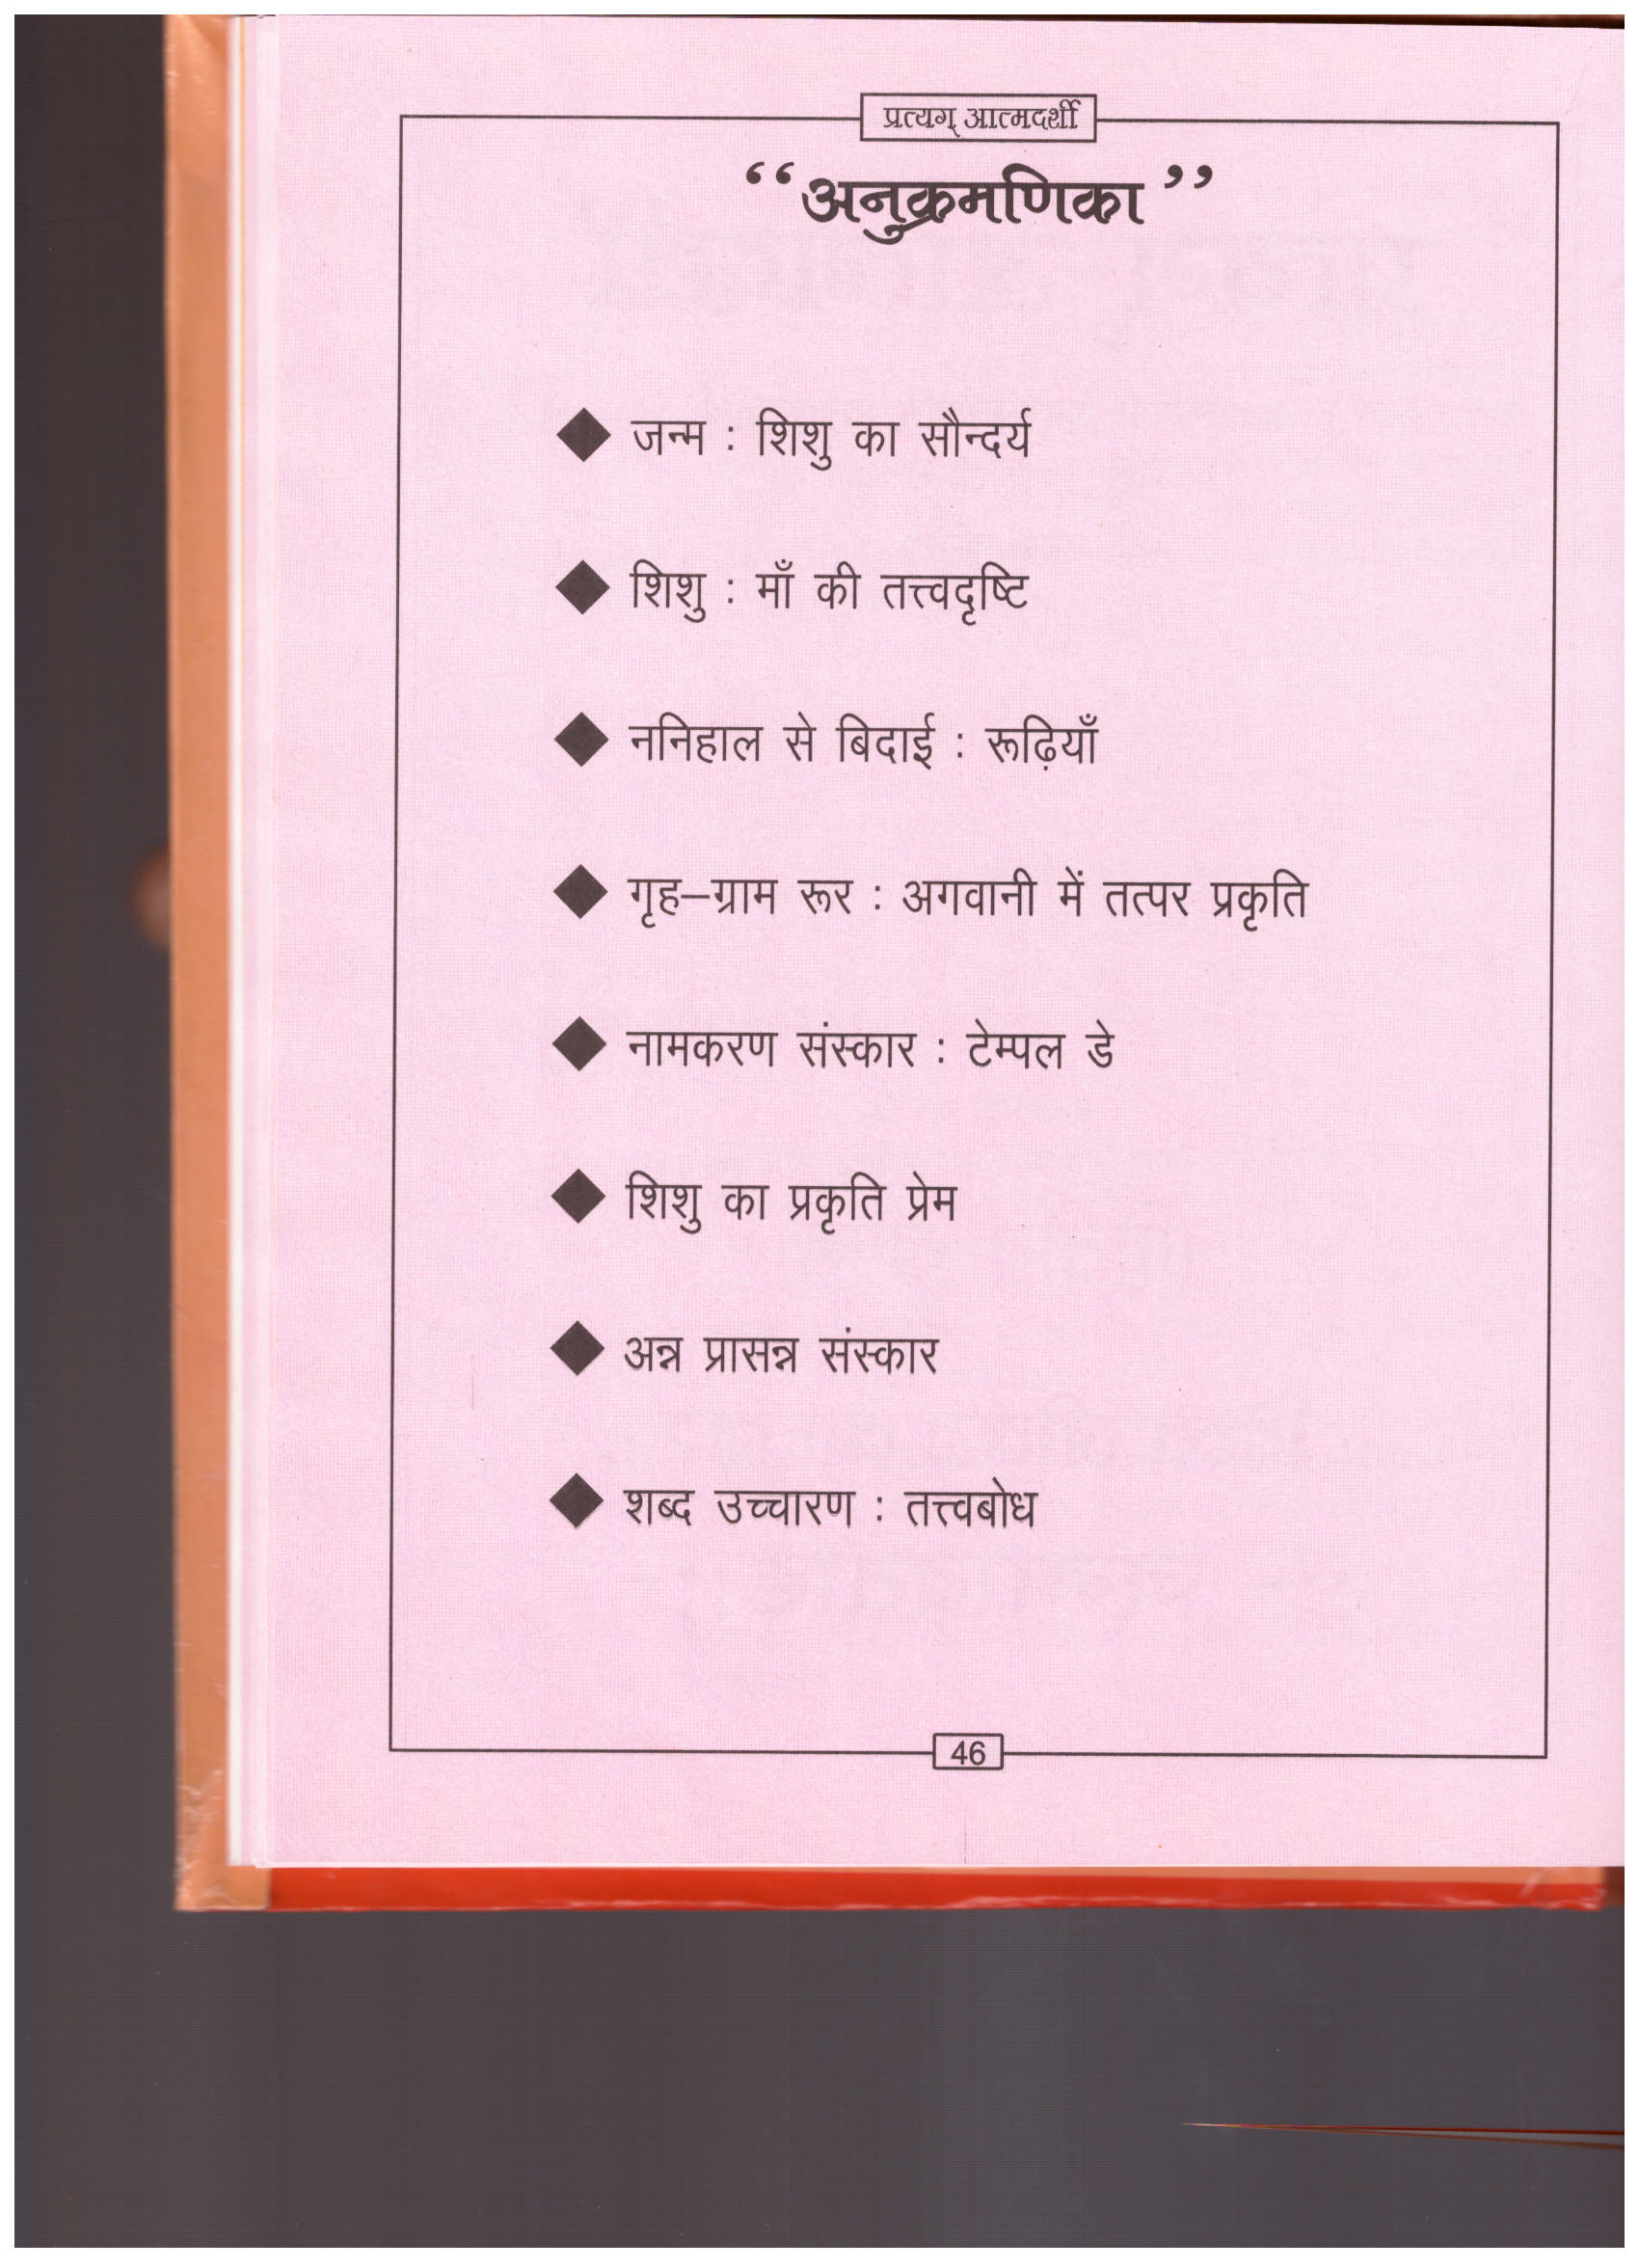 प्रत्यग् आत्मदर्शी
“अनुक्रमणिका”
◆ जन्म : शिशु का सौन्दर्य
◆ शिशु : माँ की तत्त्वदृष्टि
◆ ननिहाल से बिदाई : रूढ़ियाँ
◆ गृह–ग्राम रूर : अगवानी में तत्पर प्रकृति
◆ नामकरण संस्कार : टेम्पल डे
◆ शिशु का प्रकृति प्रेम
◆ अन्न प्रासन्न संस्कार
◆ शब्द उच्चारण : तत्त्वबोध
46